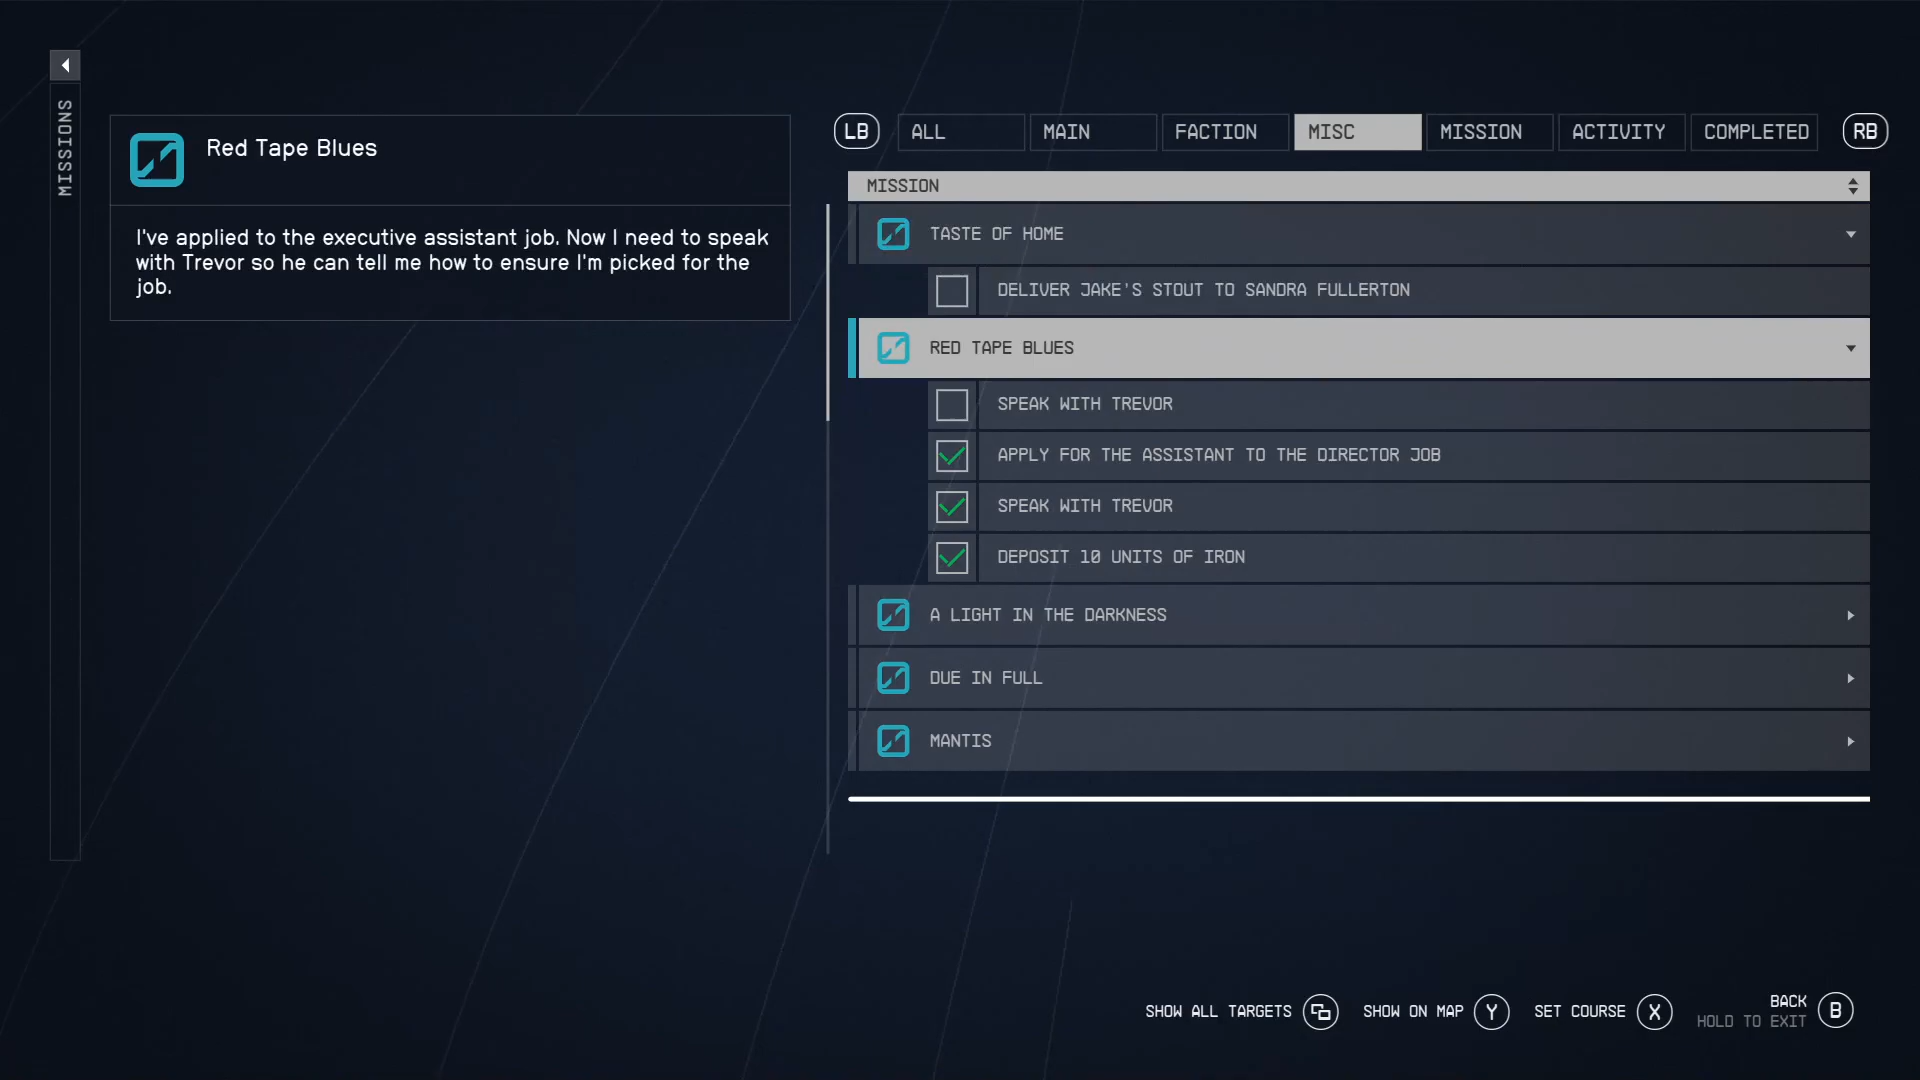 MISSIONS
Red Tape Blues
I've applied to the executive assistant job. Now I need to speak
with Trevor so he can tell me how to ensure I'm picked for the
job.
LB
ALL
MAIN
FACTION
MISC
MISSION
ACTIVITY
COMPLETED
RB
MISSION
TASTE OF HOME
DELIVER JAKE'S STOUT TO SANDRA FULLERTON
RED TAPE BLUES
SPEAK WITH TREVOR
APPLY FOR THE ASSISTANT TO THE DIRECTOR JOB
SPEAK WITH TREVOR
DEPOSIT 10 UNITS OF IRON
A LIGHT IN THE DARKNESS
DUE IN FULL
MANTIS
SHOW ALL TARGETS
SHOW ON MAP Y
SET COURSE X
BACK B
HOLD TO EXIT